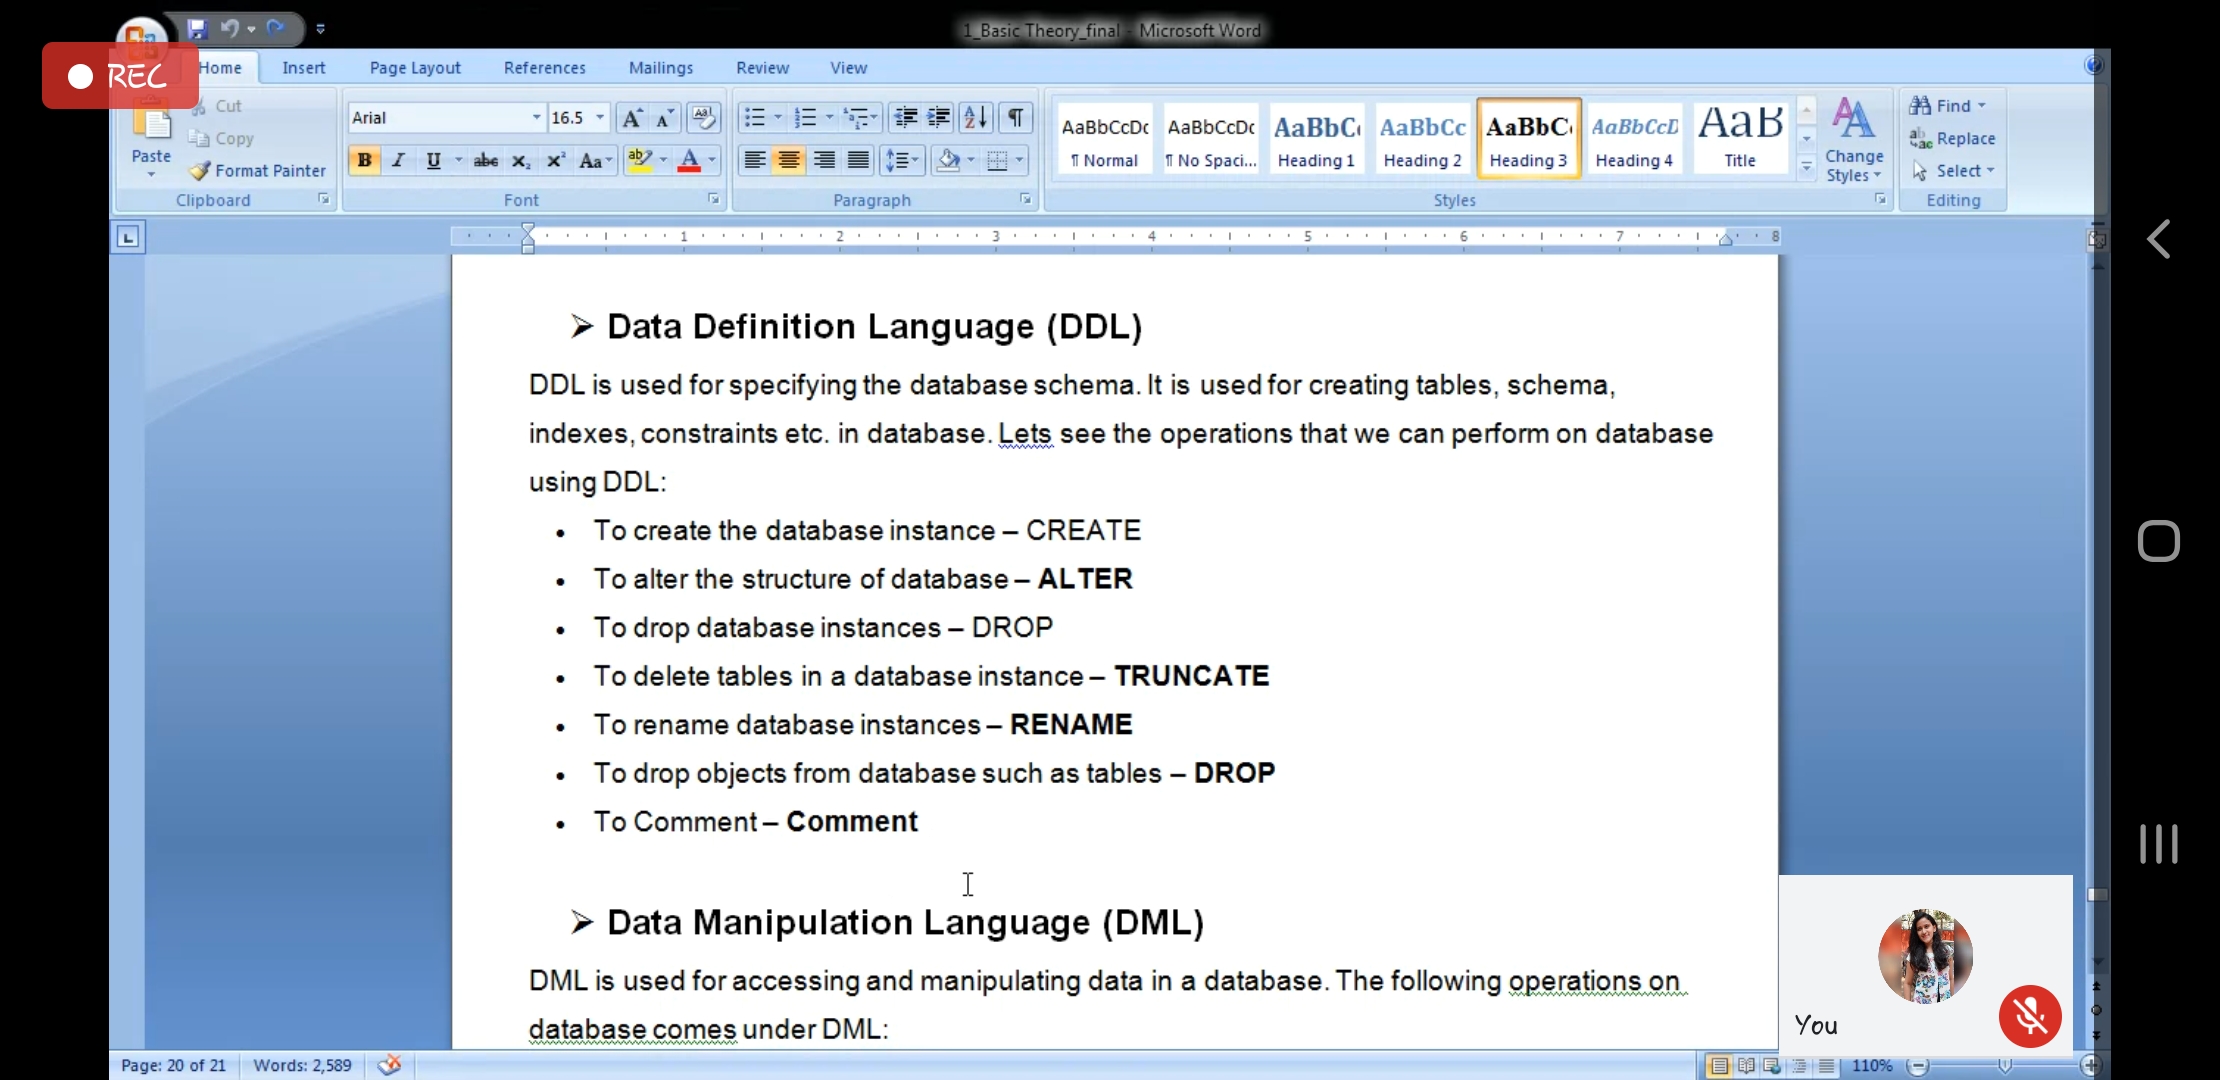 1_Basic Theory_final - Microsoft Word
REC
Home Insert Page Layout References Mailings Review View
Cut
Copy
Format Painter
Paste
Clipboard
Arial 16.5
B I U abc x₂ x² Aa ab A
Font
Paragraph
AaBbCcDc AaBbCcDc AaBbC AaBbCc AaBbC AaBbCcD AaB
¶ Normal ¶ No Spaci... Heading 1 Heading 2 Heading 3 Heading 4 Title
Change
Styles
Styles
Find
Replace
Select
Editing
1 2 3 4 5 6 7 8
➢ Data Definition Language (DDL)
DDL is used for specifying the database schema. It is used for creating tables, schema,
indexes, constraints etc. in database. Lets see the operations that we can perform on database
using DDL:
• To create the database instance – CREATE
• To alter the structure of database – ALTER
• To drop database instances – DROP
• To delete tables in a database instance – TRUNCATE
• To rename database instances – RENAME
• To drop objects from database such as tables – DROP
• To Comment – Comment
➢ Data Manipulation Language (DML)
DML is used for accessing and manipulating data in a database. The following operations on
database comes under DML:
You
Page: 20 of 21 Words: 2,589 110%